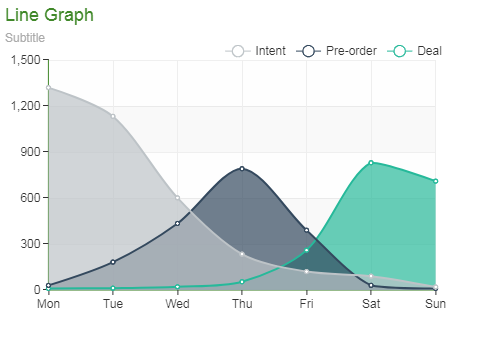 Line Graph
Subtitle
Intent Pre-order Deal
1,500
1,200
900
600
300
0
Mon Tue Wed Thu Fri Sat Sun